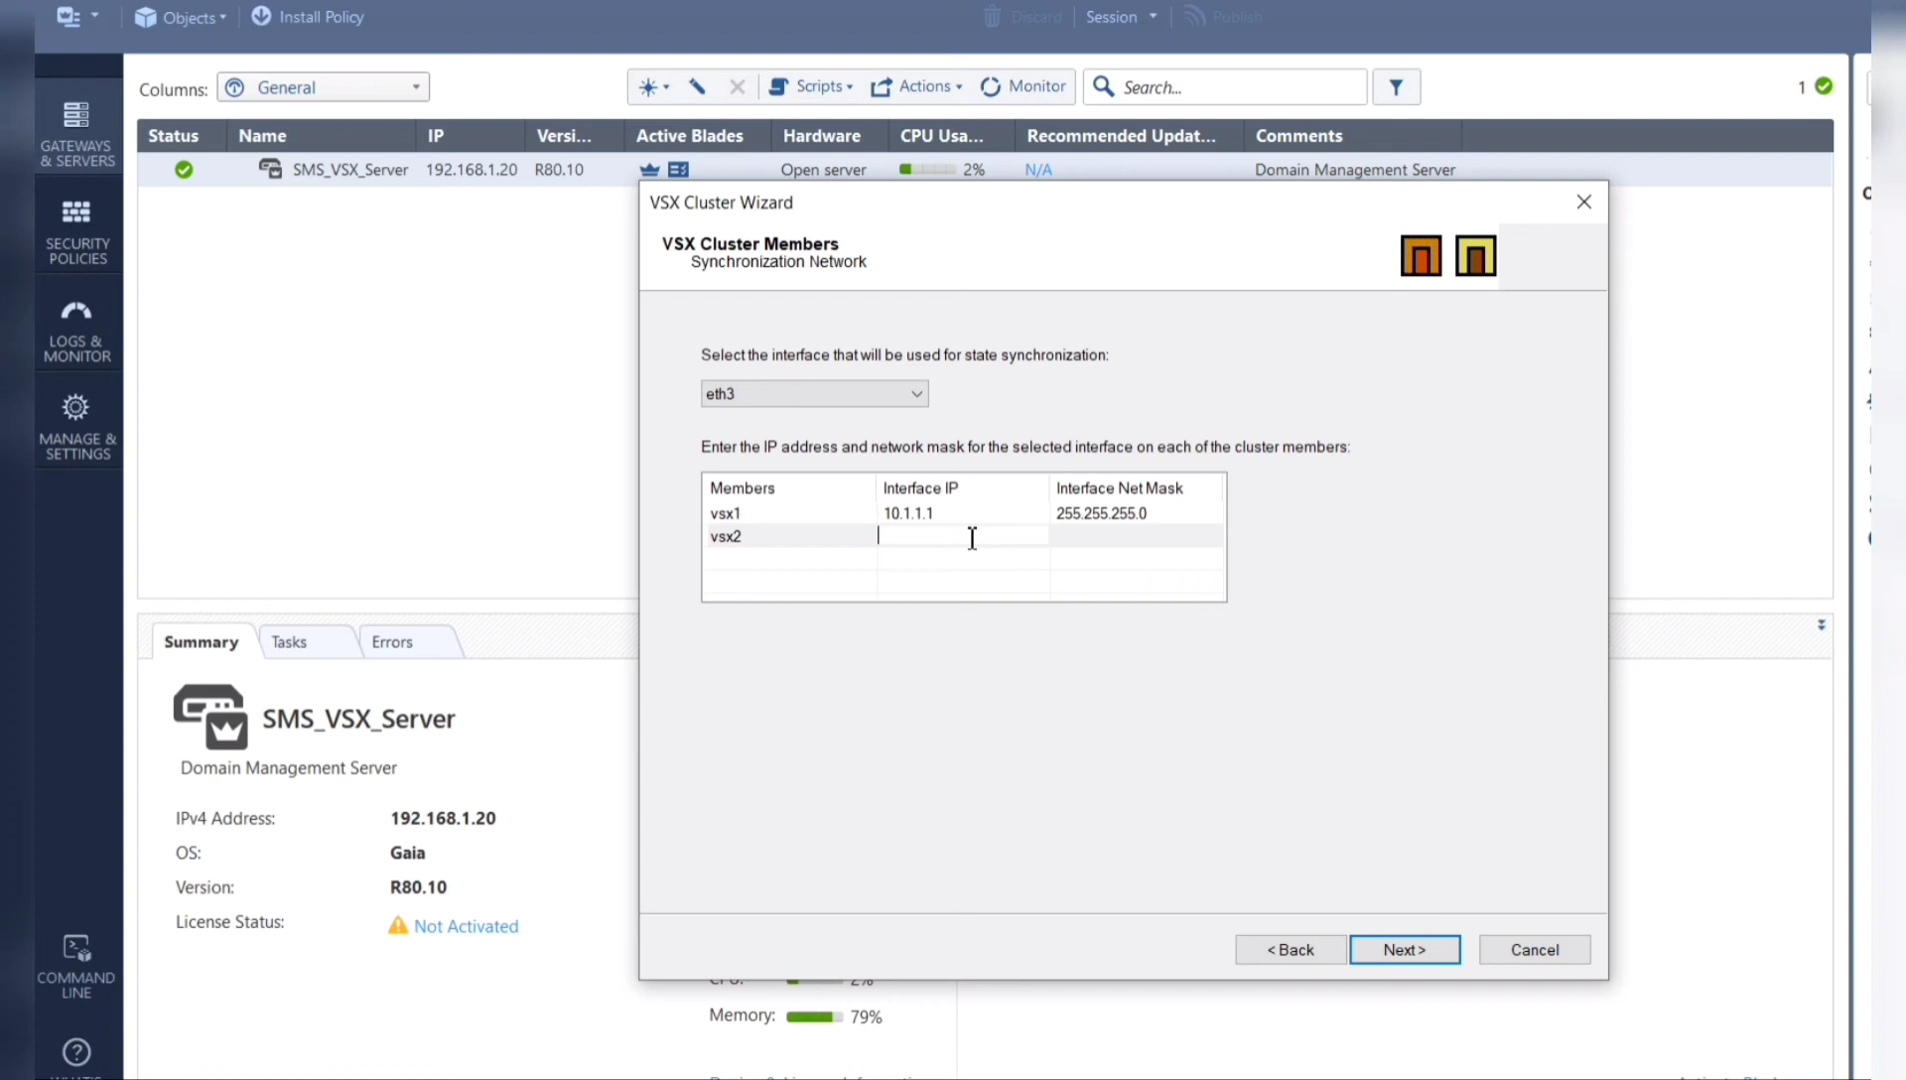 Objects
Install Policy
Discard
Session
Publish
Columns:
General
Scripts
Actions
Monitor
Search...
1
Status
Name
IP
Versi...
Active Blades
Hardware
CPU Usa...
Recommended Updat...
Comments
SMS_VSX_Server
192.168.1.20
R80.10
Open server
2%
N/A
Domain Management Server
GATEWAYS
& SERVERS
SECURITY
POLICIES
LOGS &
MONITOR
MANAGE &
SETTINGS
COMMAND
LINE
VSX Cluster Wizard
VSX Cluster Members
Synchronization Network
Select the interface that will be used for state synchronization:
eth3
Enter the IP address and network mask for the selected interface on each of the cluster members:
Members
Interface IP
Interface Net Mask
vsx1
10.1.1.1
255.255.255.0
vsx2
< Back
Next >
Cancel
Summary
Tasks
Errors
SMS_VSX_Server
Domain Management Server
IPv4 Address:
192.168.1.20
OS:
Gaia
Version:
R80.10
License Status:
Not Activated
Memory:
79%